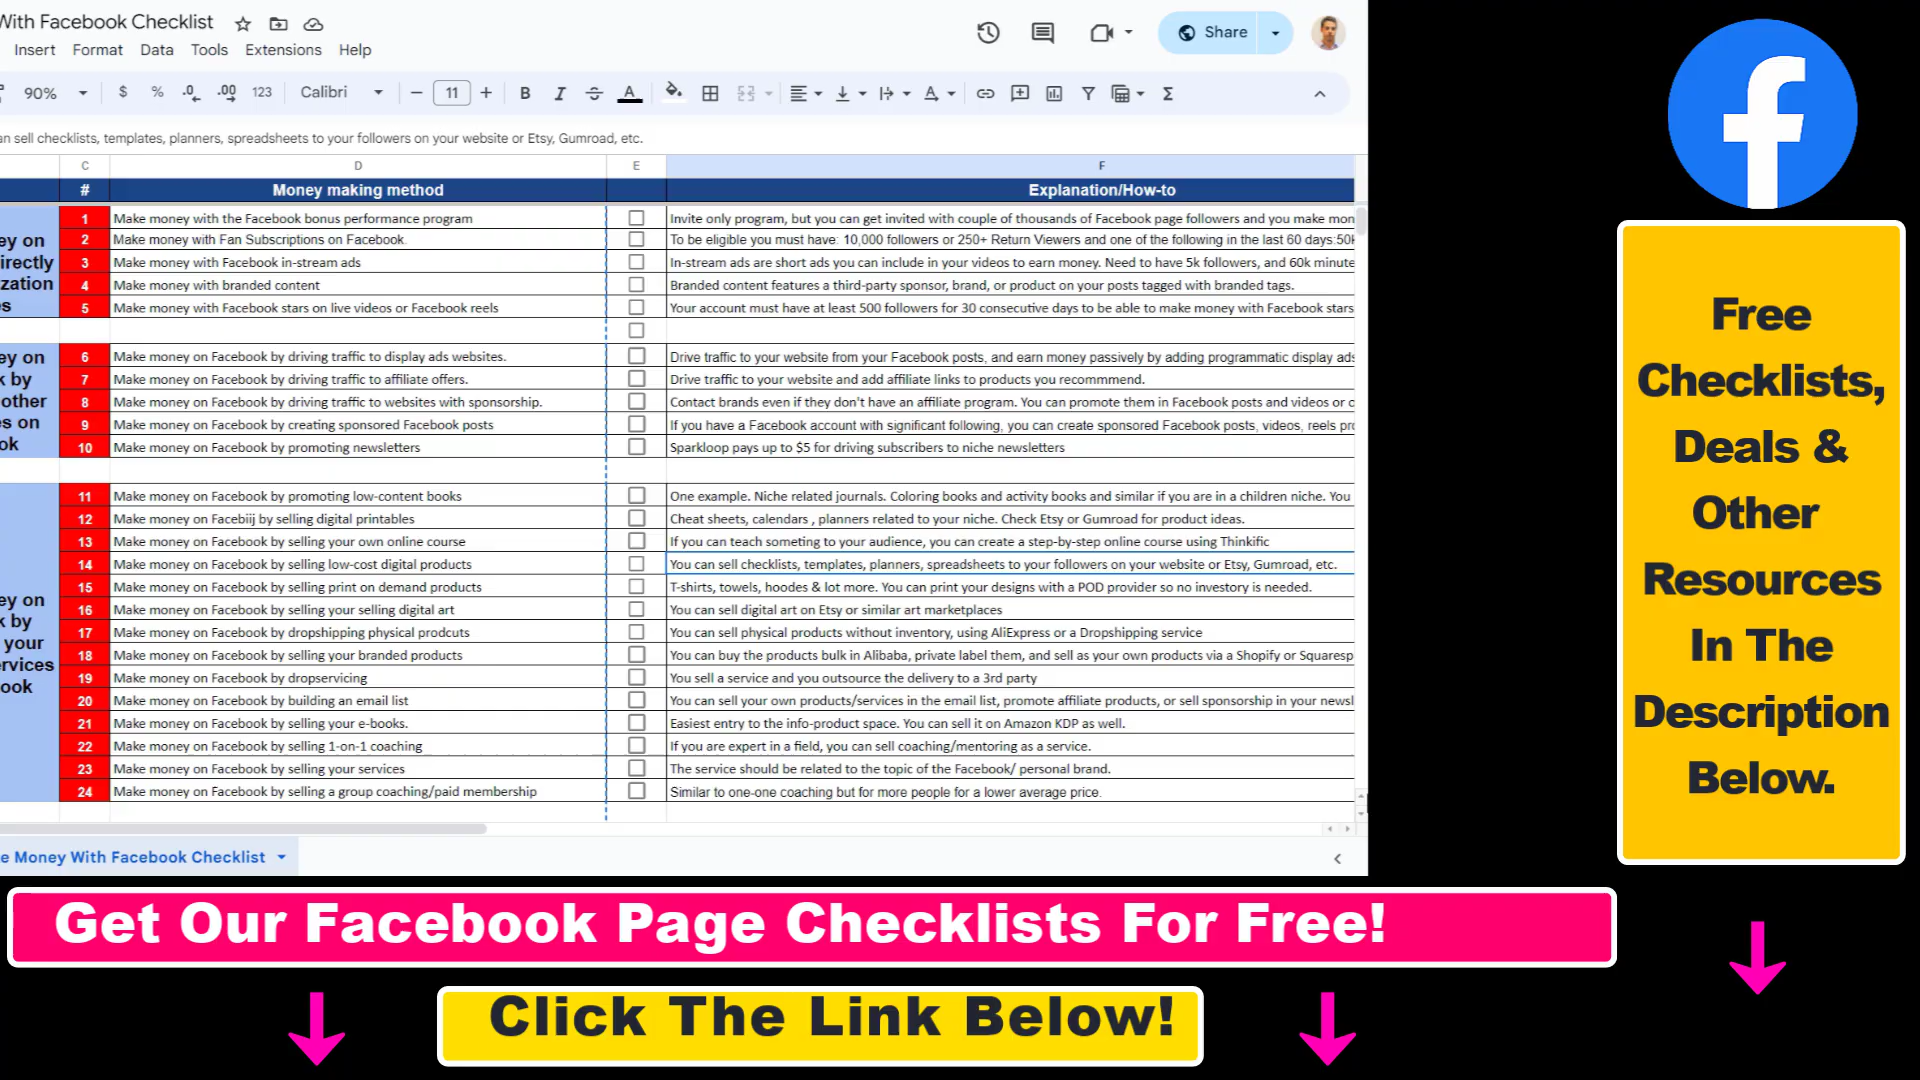 With Facebook Checklist
Insert Format Data Tools Extensions Help
Share
90% $ % .0 .00 123 Calibri 11 B I A Σ
an sell checklists, templates, planners, spreadsheets to your followers on your website or Etsy, Gumroad, etc.
C D E F
# Money making method Explanation/How-to
1 Make money with the Facebook bonus performance program Invite only program, but you can get invited with couple of thousands of Facebook page followers and you make mon
2 Make money with Fan Subscriptions on Facebook. To be eligible you must have: 10,000 followers or 250+ Return Viewers and one of the following in the last 60 days:50k
3 Make money with Facebook in-stream ads In-stream ads are short ads you can include in your videos to earn money. Need to have 5k followers, and 60k minute
4 Make money with branded content Branded content features a third-party sponsor, brand, or product on your posts tagged with branded tags.
5 Make money with Facebook stars on live videos or Facebook reels Your account must have at least 500 followers for 30 consecutive days to be able to make money with Facebook stars
ey on
irectly
zation
s
6 Make money on Facebook by driving traffic to display ads websites. Drive traffic to your website from your Facebook posts, and earn money passively by adding programmatic display ads
7 Make money on Facebook by driving traffic to affiliate offers. Drive traffic to your website and add affiliate links to products you recommmend.
8 Make money on Facebook by driving traffic to websites with sponsorship. Contact brands even if they don't have an affiliate program. You can promote them in Facebook posts and videos or c
9 Make money on Facebook by creating sponsored Facebook posts If you have a Facebook account with significant following, you can create sponsored Facebook posts, videos, reels pro
10 Make money on Facebook by promoting newsletters Sparkloop pays up to $5 for driving subscribers to niche newsletters
ey on
k by
other
s on
ok
11 Make money on Facebook by promoting low-content books One example. Niche related journals. Coloring books and activity books and similar if you are in a children niche. You
12 Make money on Facebiij by selling digital printables Cheat sheets, calendars , planners related to your niche. Check Etsy or Gumroad for product ideas.
13 Make money on Facebook by selling your own online course If you can teach someting to your audience, you can create a step-by-step online course using Thinkific
14 Make money on Facebook by selling low-cost digital products You can sell checklists, templates, planners, spreadsheets to your followers on your website or Etsy, Gumroad, etc.
15 Make money on Facebook by selling print on demand products T-shirts, towels, hoodes & lot more. You can print your designs with a POD provider so no investory is needed.
16 Make money on Facebook by selling your selling digital art You can sell digital art on Etsy or similar art marketplaces
17 Make money on Facebook by dropshipping physical prodcuts You can sell physical products without inventory, using AliExpress or a Dropshipping service
18 Make money on Facebook by selling your branded products You can buy the products bulk in Alibaba, private label them, and sell as your own products via a Shopify or Squaresp
19 Make money on Facebook by dropservicing You sell a service and you outsource the delivery to a 3rd party
20 Make money on Facebook by building an email list You can sell your own products/services in the email list, promote affiliate products, or sell sponsorship in your newsl
21 Make money on Facebook by selling your e-books. Easiest entry to the info-product space. You can sell it on Amazon KDP as well.
22 Make money on Facebook by selling 1-on-1 coaching If you are expert in a field, you can sell coaching/mentoring as a service.
23 Make money on Facebook by selling your services The service should be related to the topic of the Facebook/ personal brand.
24 Make money on Facebook by selling a group coaching/paid membership Similar to one-one coaching but for more people for a lower average price.
ey on
k by
your
ervices
ook
e Money With Facebook Checklist
Free
Checklists,
Deals &
Other
Resources
In The
Description
Below.
Get Our Facebook Page Checklists For Free!
Click The Link Below!